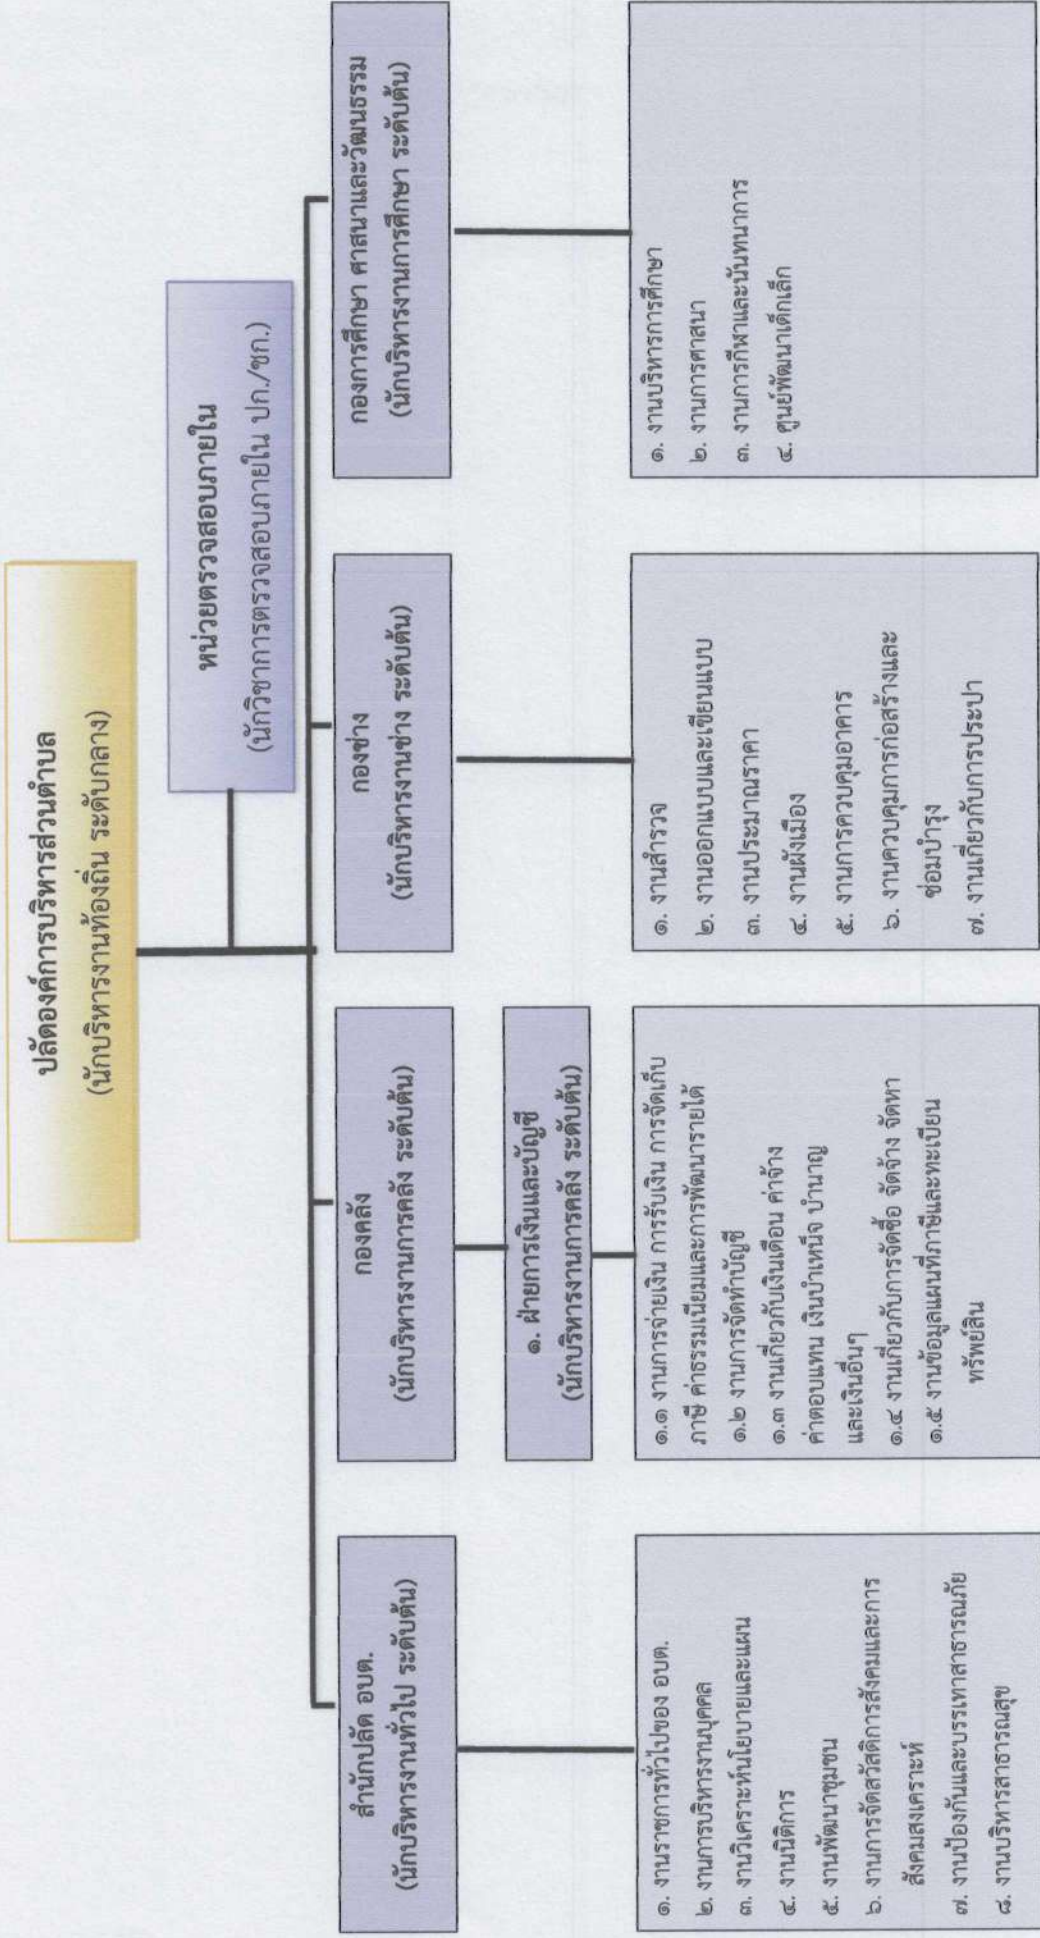 ปลัดองค์การบริหารส่วนตำบล
(นักบริหารงานท้องถิ่น ระดับกลาง)
หน่วยตรวจสอบภายใน
(นักวิชาการตรวจสอบภายใน ปก./ชก.)
สำนักปลัด อบต.
(นักบริหารงานทั่วไป ระดับต้น)
กองคลัง
(นักบริหารงานการคลัง ระดับต้น)
กองช่าง
(นักบริหารงานช่าง ระดับต้น)
กองการศึกษา ศาสนาและวัฒนธรรม
(นักบริหารงานการศึกษา ระดับต้น)
๑. ฝ่ายการเงินและบัญชี
(นักบริหารงานการคลัง ระดับต้น)
๑. งานราชการทั่วไปของ อบต.
๒. งานการบริหารงานบุคคล
๓. งานวิเคราะห์นโยบายและแผน
๔. งานนิติการ
๕. งานพัฒนาชุมชน
๖. งานการจัดสวัสดิการสังคมและการ
สังคมสงเคราะห์
๗. งานป้องกันและบรรเทาสาธารณภัย
๘. งานบริหารสาธารณสุข
๑.๑ งานการจ่ายเงิน การรับเงิน การจัดเก็บ
ภาษี ค่าธรรมเนียมและการพัฒนารายได้
๑.๒ งานการจัดทำบัญชี
๑.๓ งานเกี่ยวกับเงินเดือน ค่าจ้าง
ค่าตอบแทน เงินบำเหน็จ บำนาญ
และเงินอื่นๆ
๑.๔ งานเกี่ยวกับการจัดซื้อ จัดจ้าง จัดหา
๑.๕ งานข้อมูลแผนที่ภาษีและทะเบียน
ทรัพย์สิน
๑. งานสำรวจ
๒. งานออกแบบและเขียนแบบ
๓. งานประมาณราคา
๔. งานผังเมือง
๕. งานการควบคุมอาคาร
๖. งานควบคุมการก่อสร้างและ
ซ่อมบำรุง
๗. งานเกี่ยวกับการประปา
๑. งานบริหารการศึกษา
๒. งานการศาสนา
๓. งานการกีฬาและนันทนาการ
๔. ศูนย์พัฒนาเด็กเล็ก